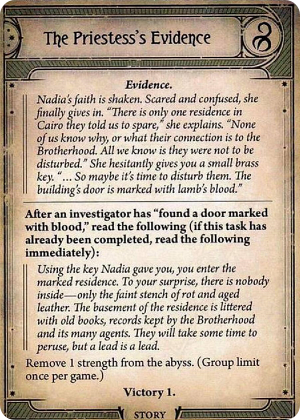 The Priestess's Evidence
Evidence.
Nadia's faith is shaken. Scared and confused, she
finally gives in. "There is only one residence in
Cairo they told us to spare," she explains. "None
of us know why, or what their connection is to the
Brotherhood. All we know is they were not to be
disturbed." She hesitantly gives you a small brass
key. "… So maybe it's time to disturb them. The
building's door is marked with lamb's blood."
After an investigator has "found a door marked
with blood," read the following (if this task has
already been completed, read the following
immediately):
Using the key Nadia gave you, you enter the
marked residence. To your surprise, there is nobody
inside—only the faint stench of rot and aged
leather. The basement of the residence is littered
with old books, records kept by the Brotherhood
and its many agents. They will take some time to
peruse, but a lead is a lead.
Remove 1 strength from the abyss. (Group limit
once per game.)
Victory 1.
STORY